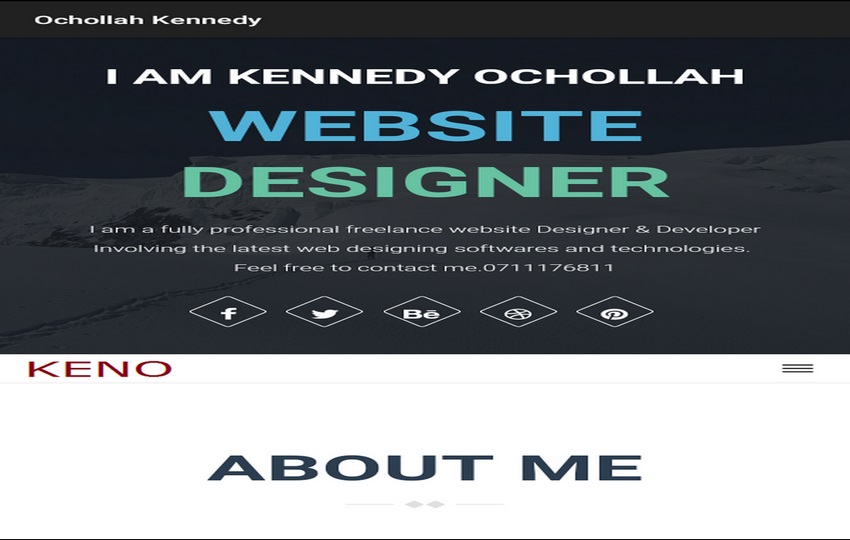 Ochollah Kennedy
I AM KENNEDY OCHOLLAH
WEBSITE
DESIGNER
I am a fully professional freelance website Designer & Developer
Involving the latest web designing softwares and technologies.
Feel free to contact me.0711176811
Bē
KENO
ABOUT ME